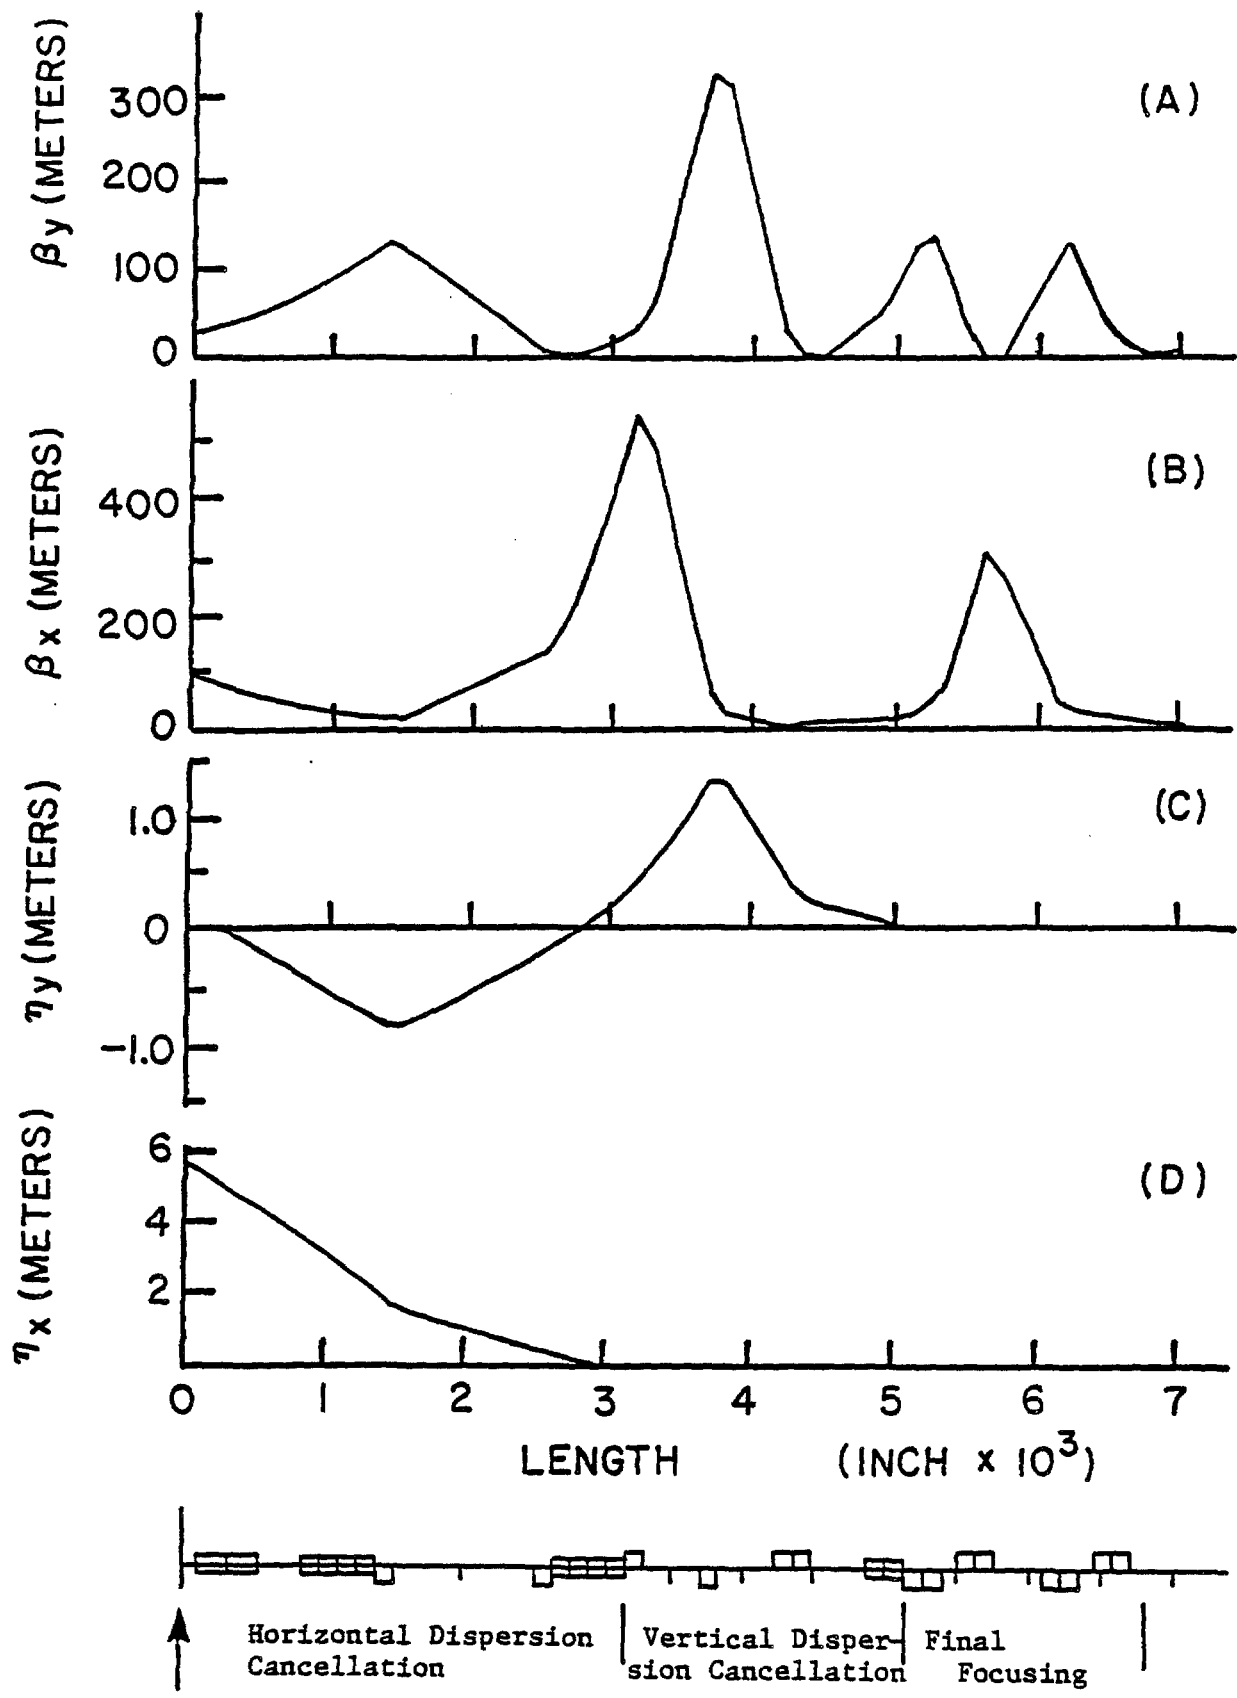 βy (METERS)
300
200
100
0
(A)
βx (METERS)
400
200
0
(B)
ηy (METERS)
1.0
0
-1.0
(C)
ηx (METERS)
6
4
2
(D)
0 1 2 3 4 5 6 7
LENGTH (INCH × 10³)
Horizontal Dispersion
Cancellation
Vertical Disper-
sion Cancellation
Final
Focusing